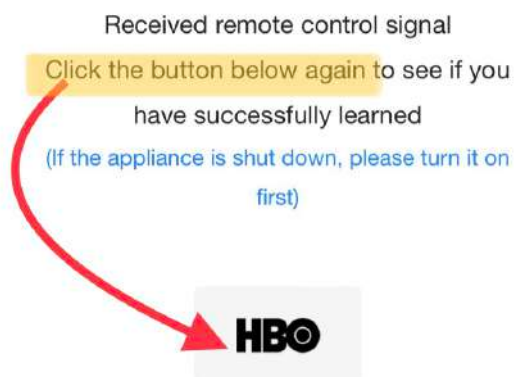 Received remote control signal
Click the button below again to see if you
have successfully learned
(If the appliance is shut down, please turn it on
first)
HBO